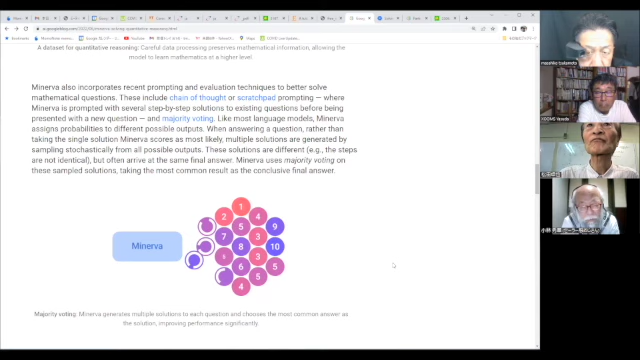 A dataset for quantitative reasoning: Careful data processing preserves mathematical information, allowing the
model to learn mathematics at a higher level.
Minerva also incorporates recent prompting and evaluation techniques to better solve
mathematical questions. These include chain of thought or scratchpad prompting — where
Minerva is prompted with several step-by-step solutions to existing questions before being
presented with a new question — and majority voting. Like most language models, Minerva
assigns probabilities to different possible outputs. When answering a question, rather than
taking the single solution Minerva scores as most likely, multiple solutions are generated by
sampling stochastically from all possible outputs. These solutions are different (e.g., the steps
are not identical), but often arrive at the same final answer. Minerva uses majority voting on
these sampled solutions, taking the most common result as the conclusive final answer.
Minerva
1
2
4
5
9
7
3
8
10
3
6
5
5
4
Majority voting: Minerva generates multiple solutions to each question and chooses the most common answer as
the solution, improving performance significantly.